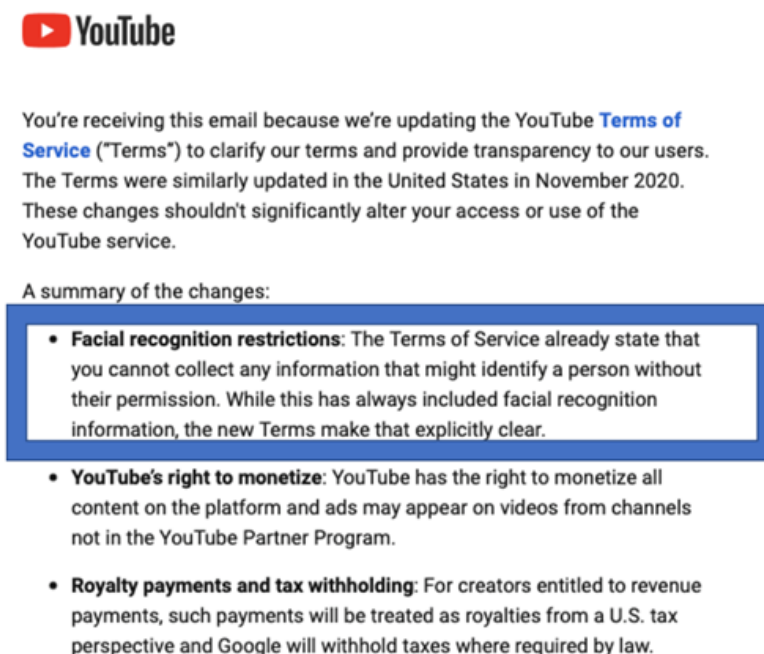 YouTube
You're receiving this email because we're updating the YouTube Terms of
Service ("Terms") to clarify our terms and provide transparency to our users.
The Terms were similarly updated in the United States in November 2020.
These changes shouldn't significantly alter your access or use of the
YouTube service.
A summary of the changes:
• Facial recognition restrictions: The Terms of Service already state that
you cannot collect any information that might identify a person without
their permission. While this has always included facial recognition
information, the new Terms make that explicitly clear.
• YouTube's right to monetize: YouTube has the right to monetize all
content on the platform and ads may appear on videos from channels
not in the YouTube Partner Program.
• Royalty payments and tax withholding: For creators entitled to revenue
payments, such payments will be treated as royalties from a U.S. tax
perspective and Google will withhold taxes where required by law.